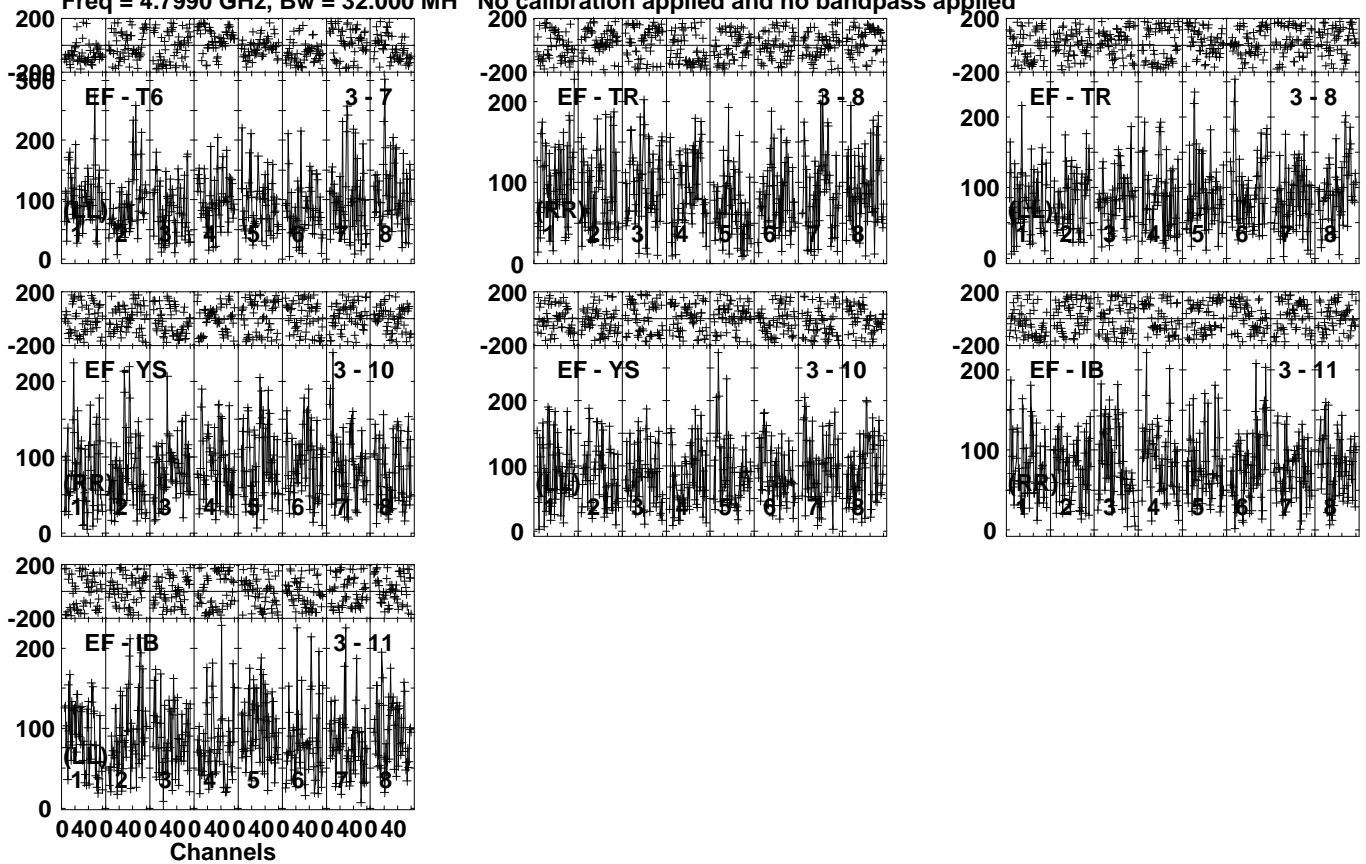 Freq = 4.7990 GHz, Bw = 32.000 MH No calibration applied and no bandpass applied
200 200 200
-200 -200 -200
300
EF - T6 3 - 7 EF - TR 3 - 8 EF - TR 3 - 8
200 200 200
100 100 100
(LL) (RR) (LL)
1 2 3 4 5 6 7 8 1 2 3 4 5 6 7 8 1 2 3 4 5 6 7 8
0 0 0
200 200 200
-200 -200 -200
EF - YS 3 - 10 EF - YS 3 - 10 EF - IB 3 - 11
200 200 200
100 100 100
(RR) (LL) (RR)
1 2 3 4 5 6 7 8 1 2 3 4 5 6 7 8 1 2 3 4 5 6 7 8
0 0 0
200
-200
EF - IB 3 - 11
200
100
(LL)
1 2 3 4 5 6 7 8
0
0 40 0 40 0 40 0 40 0 40 0 40 0 40 0 40
Channels